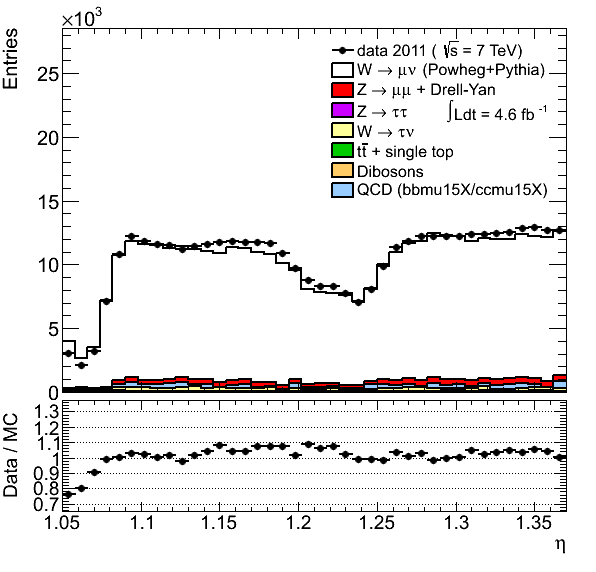 ×10³
Entries
25
20
15
10
5
0
data 2011 ( √s = 7 TeV)
W → μν (Powheg+Pythia)
Z → μμ + Drell-Yan
Z → ττ
∫Ldt = 4.6 fb⁻¹
W → τν
tt̄ + single top
Dibosons
QCD (bbmu15X/ccmu15X)
Data / MC
1.3
1.2
1.1
1
0.9
0.8
0.7
1.05 1.1 1.15 1.2 1.25 1.3 1.35
η